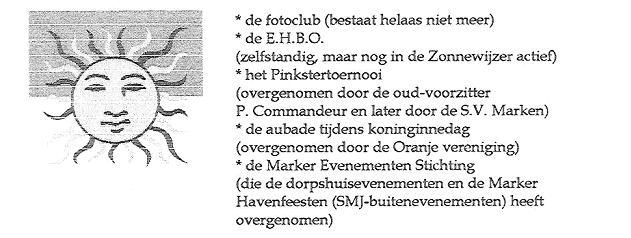 * de fotoclub (bestaat helaas niet meer)
* de E.H.B.O.
(zelfstandig, maar nog in de Zonnewijzer actief)
* het Pinkstertoernooi
(overgenomen door de oud-voorzitter
P. Commandeur en later door de S.V. Marken)
* de aubade tijdens koninginnedag
(overgenomen door de Oranje vereniging)
* de Marker Evenementen Stichting
(die de dorpshuisevenementen en de Marker
Havenfeesten (SMJ-buitenevenementen) heeft
overgenomen)